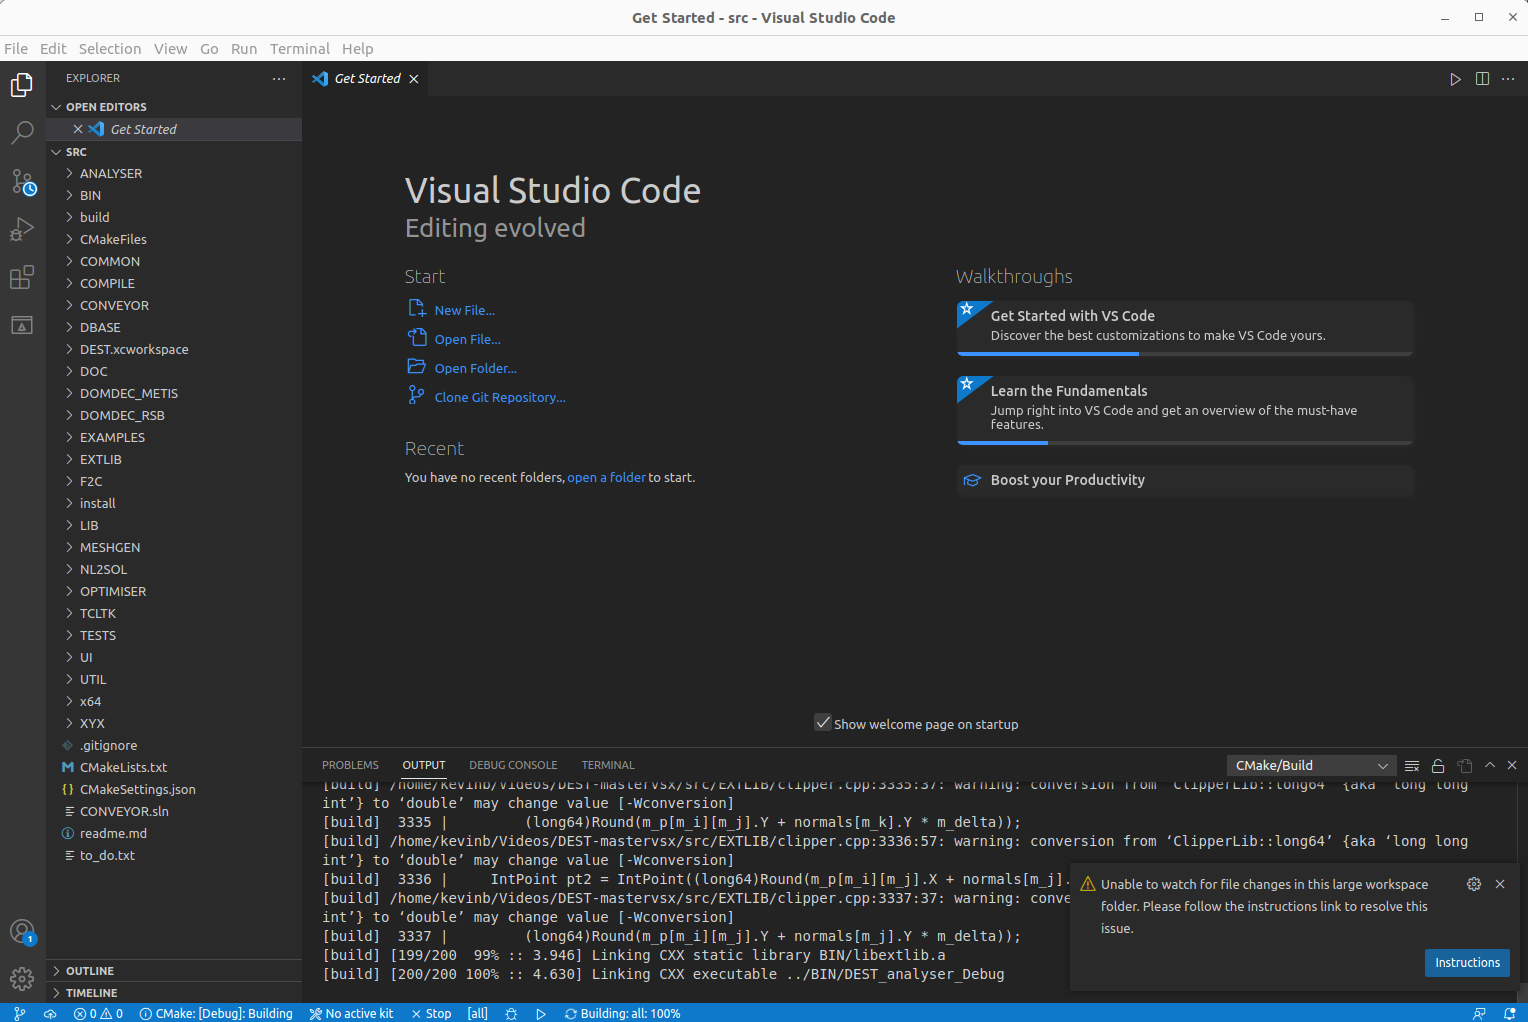 Get Started - src - Visual Studio Code
File Edit Selection View Go Run Terminal Help
EXPLORER
Get Started
OPEN EDITORS
Get Started
SRC
ANALYSER
BIN
build
CMakeFiles
COMMON
COMPILE
CONVEYOR
DBASE
DEST.xcworkspace
DOC
DOMDEC_METIS
DOMDEC_RSB
EXAMPLES
EXTLIB
F2C
install
LIB
MESHGEN
NL2SOL
OPTIMISER
TCLTK
TESTS
UI
UTIL
x64
XYX
.gitignore
CMakeLists.txt
CMakeSettings.json
CONVEYOR.sln
readme.md
to_do.txt
OUTLINE
TIMELINE
Visual Studio Code
Editing evolved
Start
New File...
Open File...
Open Folder...
Clone Git Repository...
Recent
You have no recent folders, open a folder to start.
Walkthroughs
Get Started with VS Code
Discover the best customizations to make VS Code yours.
Learn the Fundamentals
Jump right into VS Code and get an overview of the must-have
features.
Boost your Productivity
Show welcome page on startup
PROBLEMS OUTPUT DEBUG CONSOLE TERMINAL
CMake/Build
[build] /home/kevinb/Videos/DEST-mastervsx/src/EXTLIB/clipper.cpp:3335:37: warning: conversion from ‘ClipperLib::long64’ {aka ‘long long
int’} to ‘double’ may change value [-Wconversion]
[build]  3335 |         (long64)Round(m_p[m_i][m_j].Y + normals[m_k].Y * m_delta));
[build] /home/kevinb/Videos/DEST-mastervsx/src/EXTLIB/clipper.cpp:3336:57: warning: conversion from ‘ClipperLib::long64’ {aka ‘long long
int’} to ‘double’ may change value [-Wconversion]
[build]  3336 |     IntPoint pt2 = IntPoint((long64)Round(m_p[m_i][m_j].X + normals[m_j].
[build] /home/kevinb/Videos/DEST-mastervsx/src/EXTLIB/clipper.cpp:3337:37: warning: conve
int’} to ‘double’ may change value [-Wconversion]
[build]  3337 |         (long64)Round(m_p[m_i][m_j].Y + normals[m_j].Y * m_delta));
[build] [199/200  99% :: 3.946] Linking CXX static library BIN/libextlib.a
[build] [200/200 100% :: 4.630] Linking CXX executable ../BIN/DEST_analyser_Debug
Unable to watch for file changes in this large workspace
folder. Please follow the instructions link to resolve this
issue.
Instructions
1
0 0 CMake: [Debug]: Building No active kit Stop [all] Building: all: 100%